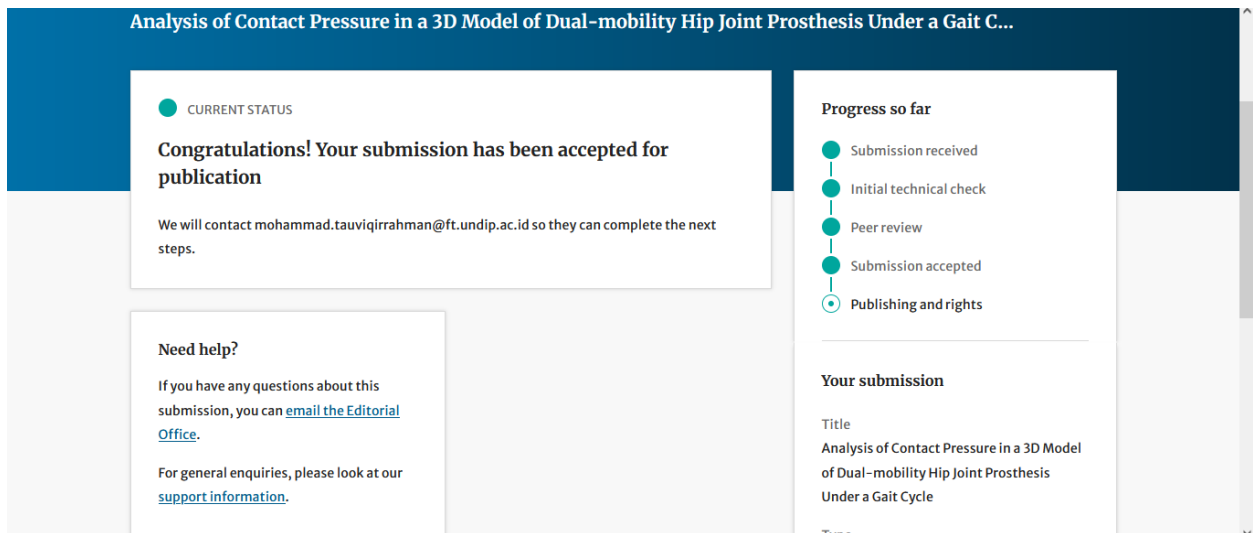 Analysis of Contact Pressure in a 3D Model of Dual-mobility Hip Joint Prosthesis Under a Gait C...
CURRENT STATUS
Congratulations! Your submission has been accepted for
publication
We will contact mohammad.tauviqirrahman@ft.undip.ac.id so they can complete the next
steps.
Need help?
If you have any questions about this
submission, you can email the Editorial
Office.
For general enquiries, please look at our
support information.
Progress so far
Submission received
Initial technical check
Peer review
Submission accepted
Publishing and rights
Your submission
Title
Analysis of Contact Pressure in a 3D Model
of Dual-mobility Hip Joint Prosthesis
Under a Gait Cycle